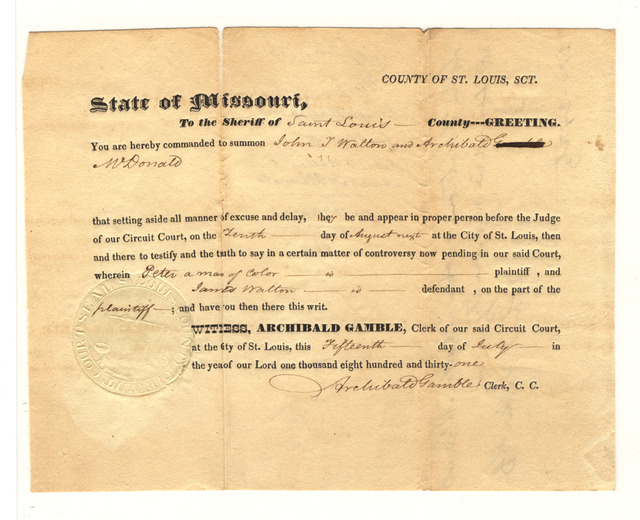 COUNTY OF ST. LOUIS, SCT.
State of Missouri,
To the Sheriff of Saint Louis County---GREETING.
You are hereby commanded to summon John T Walton and Archibald
McDonald
that setting aside all manner of excuse and delay, they be and appear in proper person before the Judge
of our Circuit Court, on the Tenth day of August next at the City of St. Louis, then
and there to testify and the truth to say in a certain matter of controversy now pending in our said Court,
wherein Peter a man of Color is plaintiff, and
James Walton is defendant, on the part of the
plaintiff; and have you then there this writ.
WITESS, ARCHIBALD GAMBLE, Clerk of our said Circuit Court,
at the City of St. Louis, this Fifteenth day of July in
the yeaof our Lord one thousand eight hundred and thirty-one
Archibald Gamble Clerk, C. C.